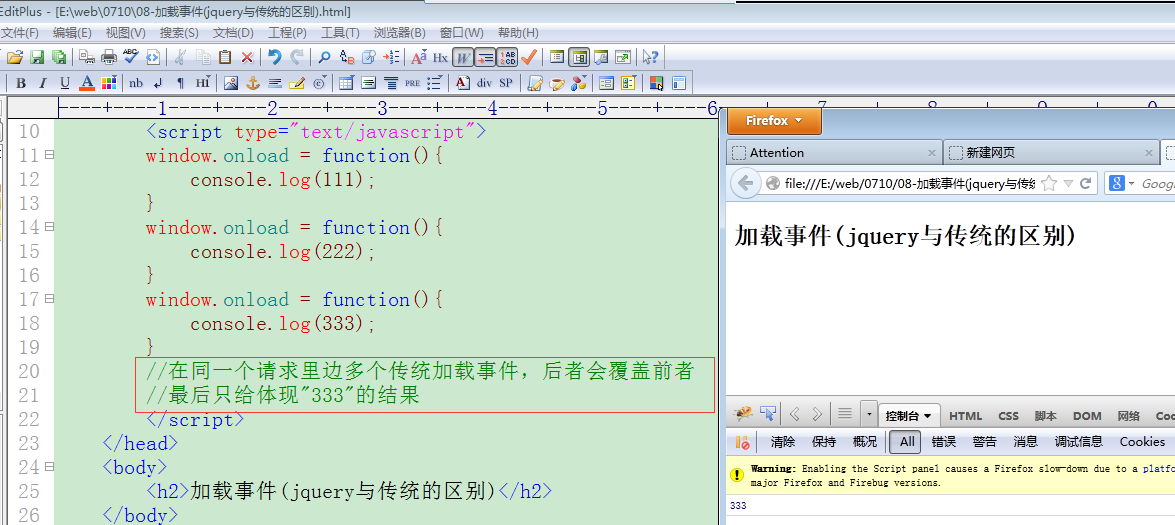 EditPlus - [E:\web\0710\08-加载事件(jquery与传统的区别).html]
文件(F) 编辑(E) 视图(V) 搜索(S) 文档(D) 工程(P) 工具(T) 浏览器(B) 窗口(W) 帮助(H)
B I U A nb HI PRE A div SP
----+----1----+----2----+----3----+----4----+----5----+----6-
10 <script type="text/javascript">
11 window.onload = function(){
12 console.log(111);
13 }
14 window.onload = function(){
15 console.log(222);
16 }
17 window.onload = function(){
18 console.log(333);
19 }
20 //在同一个请求里边多个传统加载事件，后者会覆盖前者
21 //最后只给体现"333"的结果
22 </script>
23 </head>
24 <body>
25 <h2>加载事件(jquery与传统的区别)</h2>
26 </body>
Firefox
Attention × 新建网页 ×
file:///E:/web/0710/08-加载事件(jquery与传统的区
8 Goog
加载事件(jquery与传统的区别)
控制台 HTML CSS 脚本 DOM 网络 Coo
清除 保持 概况 All 错误 警告 消息 调试信息 Cookies
Warning: Enabling the Script panel causes a Firefox slow-down due to a platfo
major Firefox and Firebug versions.
333